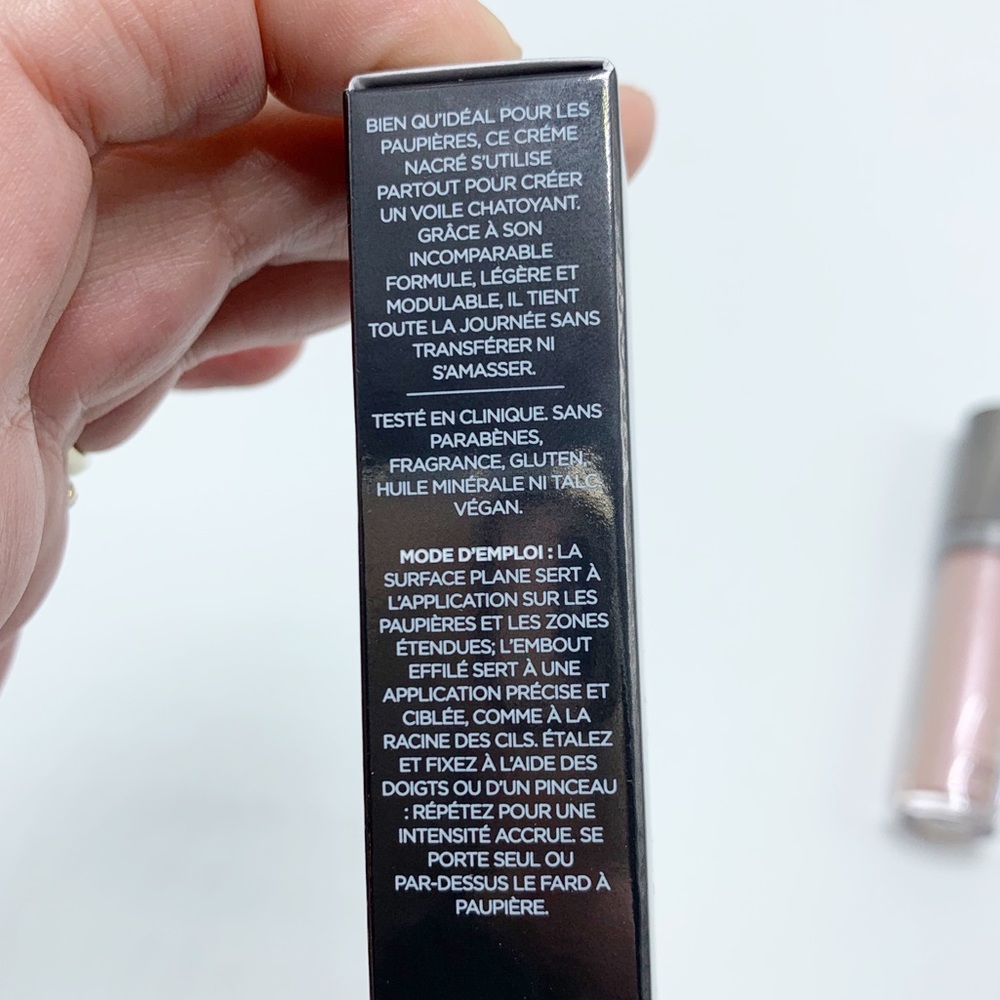 BIEN QU'IDÉAL POUR LES
PAUPIÈRES, CE CRÉME
NACRÉ S'UTILISE
PARTOUT POUR CRÉER
UN VOILE CHATOYANT.
GRÂCE À SON
INCOMPARABLE
FORMULE, LÉGÈRE ET
MODULABLE, IL TIENT
TOUTE LA JOURNÉE SANS
TRANSFÉRER NI
S'AMASSER.
TESTÉ EN CLINIQUE. SANS
PARABÈNES,
FRAGRANCE, GLUTEN,
HUILE MINÉRALE NI TALC.
VÉGAN.
MODE D'EMPLOI : LA
SURFACE PLANE SERT À
L'APPLICATION SUR LES
PAUPIÈRES ET LES ZONES
ÉTENDUES; L'EMBOUT
EFFILÉ SERT À UNE
APPLICATION PRÉCISE ET
CIBLÉE, COMME À LA
RACINE DES CILS. ÉTALEZ
ET FIXEZ À L'AIDE DES
DOIGTS OU D'UN PINCEAU
: RÉPÉTEZ POUR UNE
INTENSITÉ ACCRUE. SE
PORTE SEUL OU
PAR-DESSUS LE FARD À
PAUPIÈRE.